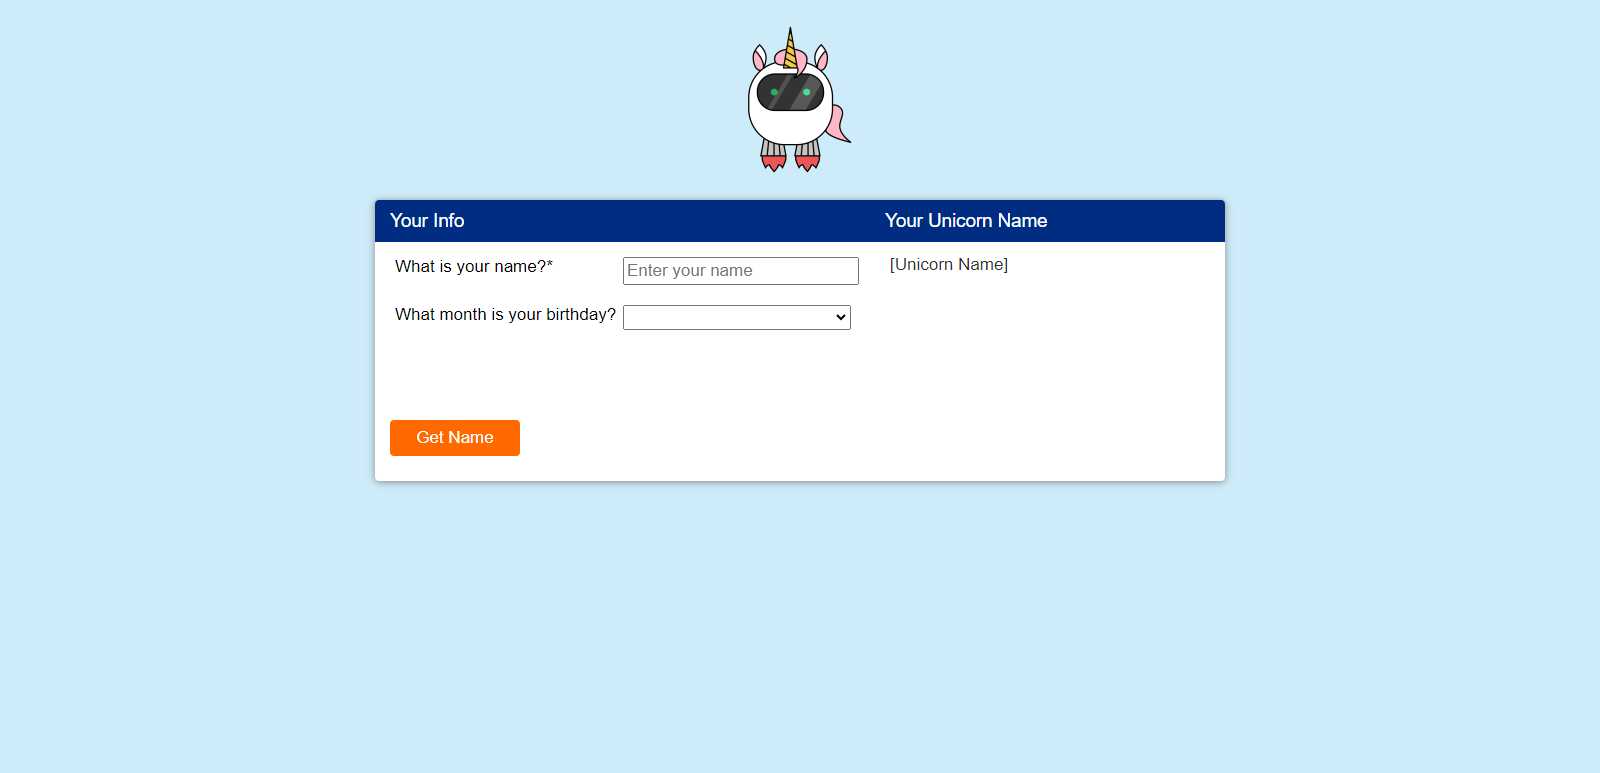 Your Info
Your Unicorn Name
What is your name?*
Enter your name
[Unicorn Name]
What month is your birthday?
Get Name